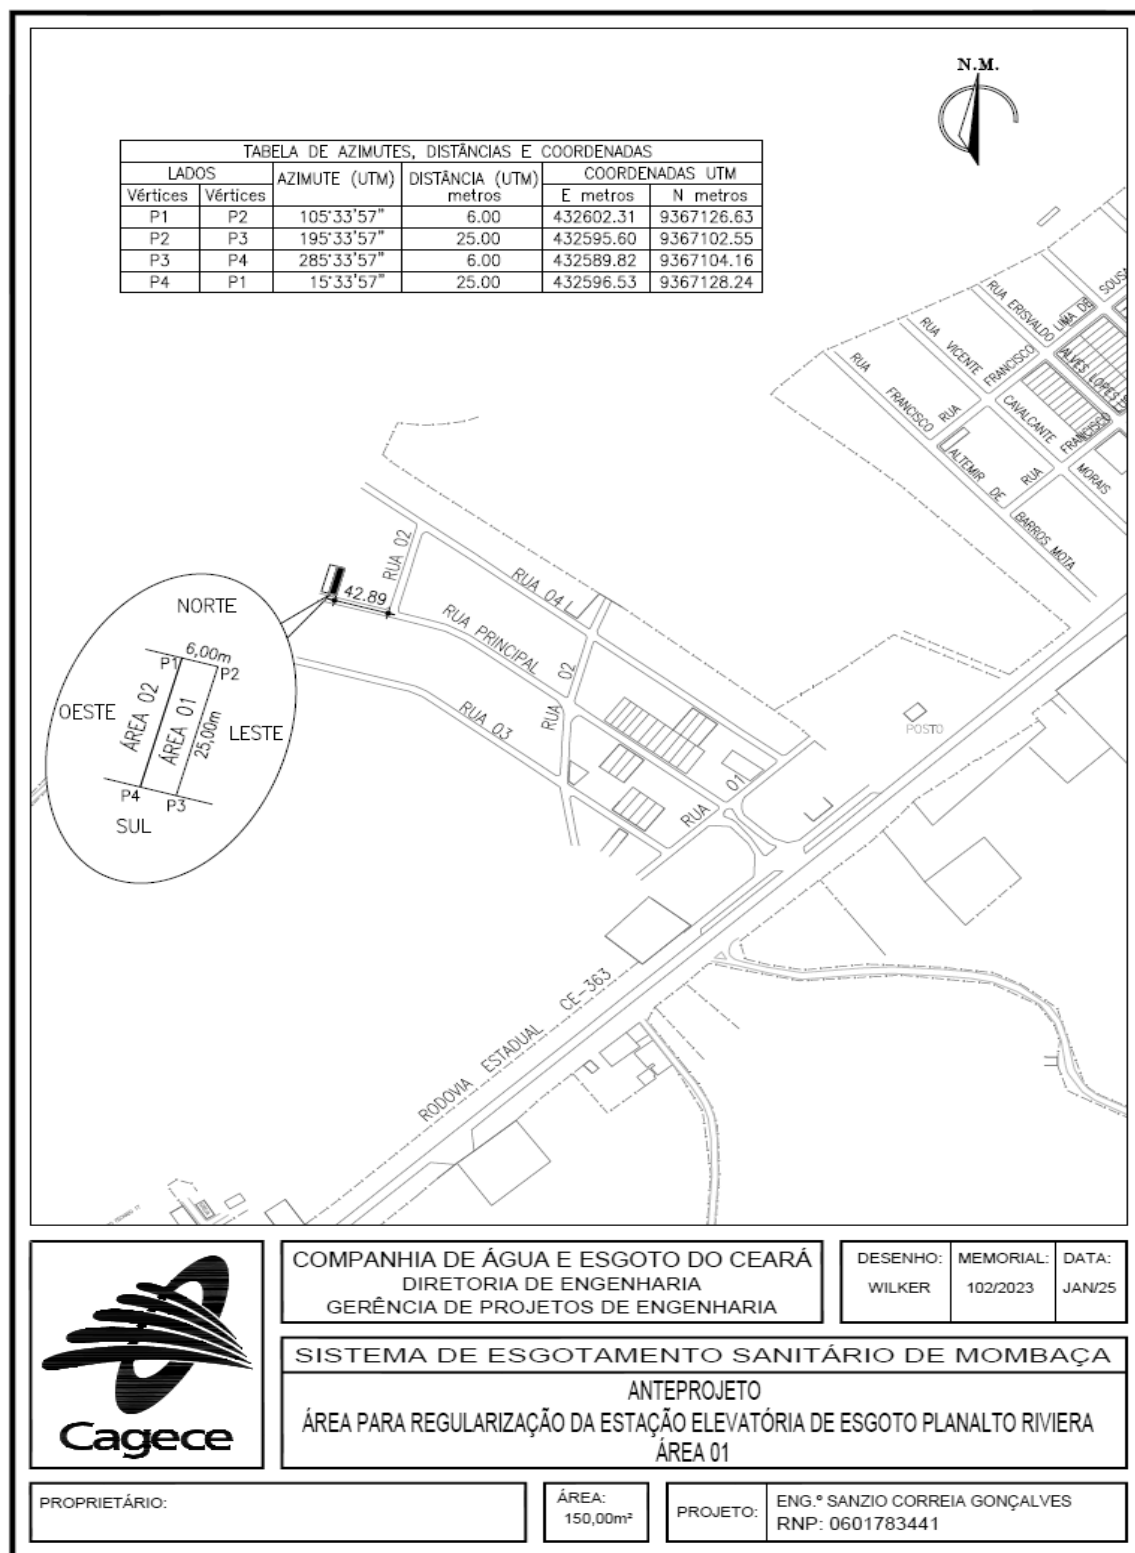 N.M.
TABELA DE AZIMUTES, DISTÂNCIAS E COORDENADAS
LADOS AZIMUTE (UTM) DISTÂNCIA (UTM) metros COORDENADAS UTM
Vértices Vértices E metros N metros
P1 P2 105°33'57" 6.00 432602.31 9367126.63
P2 P3 195°33'57" 25.00 432595.60 9367102.55
P3 P4 285°33'57" 6.00 432589.82 9367104.16
P4 P1 15°33'57" 25.00 432596.53 9367128.24
RUA ERISVALDO LIMA DE SOUSA
RUA VICENTE FRANCISCO ALVES LOPES
RUA FRANCISCO CAVALCANTE MORAIS
RUA FRANCISCO
RUA ALTEMIR DE BARROS MOTA
RUA
RUA 02
42.89
RUA 04
RUA PRINCIPAL
RUA 02
RUA 03
RUA 01
POSTO
NORTE
6,00m
P1
P2
OESTE
ÁREA 02
ÁREA 01
25,00m
LESTE
P4
P3
SUL
RODOVIA ESTADUAL CE-363
Cagece
COMPANHIA DE ÁGUA E ESGOTO DO CEARÁ
DIRETORIA DE ENGENHARIA
GERÊNCIA DE PROJETOS DE ENGENHARIA
DESENHO: WILKER
MEMORIAL: 102/2023
DATA: JAN/25
SISTEMA DE ESGOTAMENTO SANITÁRIO DE MOMBAÇA
ANTEPROJETO
ÁREA PARA REGULARIZAÇÃO DA ESTAÇÃO ELEVATÓRIA DE ESGOTO PLANALTO RIVIERA
ÁREA 01
PROPRIETÁRIO:
ÁREA:
150,00m²
PROJETO:
ENG.º SANZIO CORREIA GONÇALVES
RNP: 0601783441